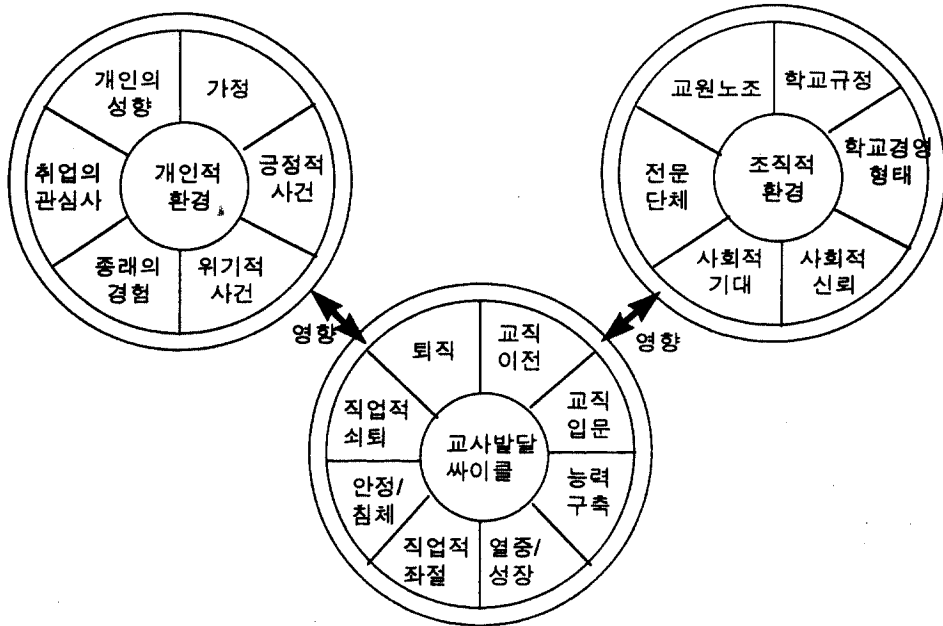 개인의
성향
가정
긍정적
사건
위기적
사건
종래의
경험
취업의
관심사
개인적
환경
교원노조
학교규정
학교경영
형태
사회적
신뢰
사회적
기대
전문
단체
조직적
환경
영향
영향
퇴직
교직
이전
교직
입문
능력
구축
열중/
성장
직업적
좌절
안정/
침체
직업적
쇠퇴
교사발달
싸이클